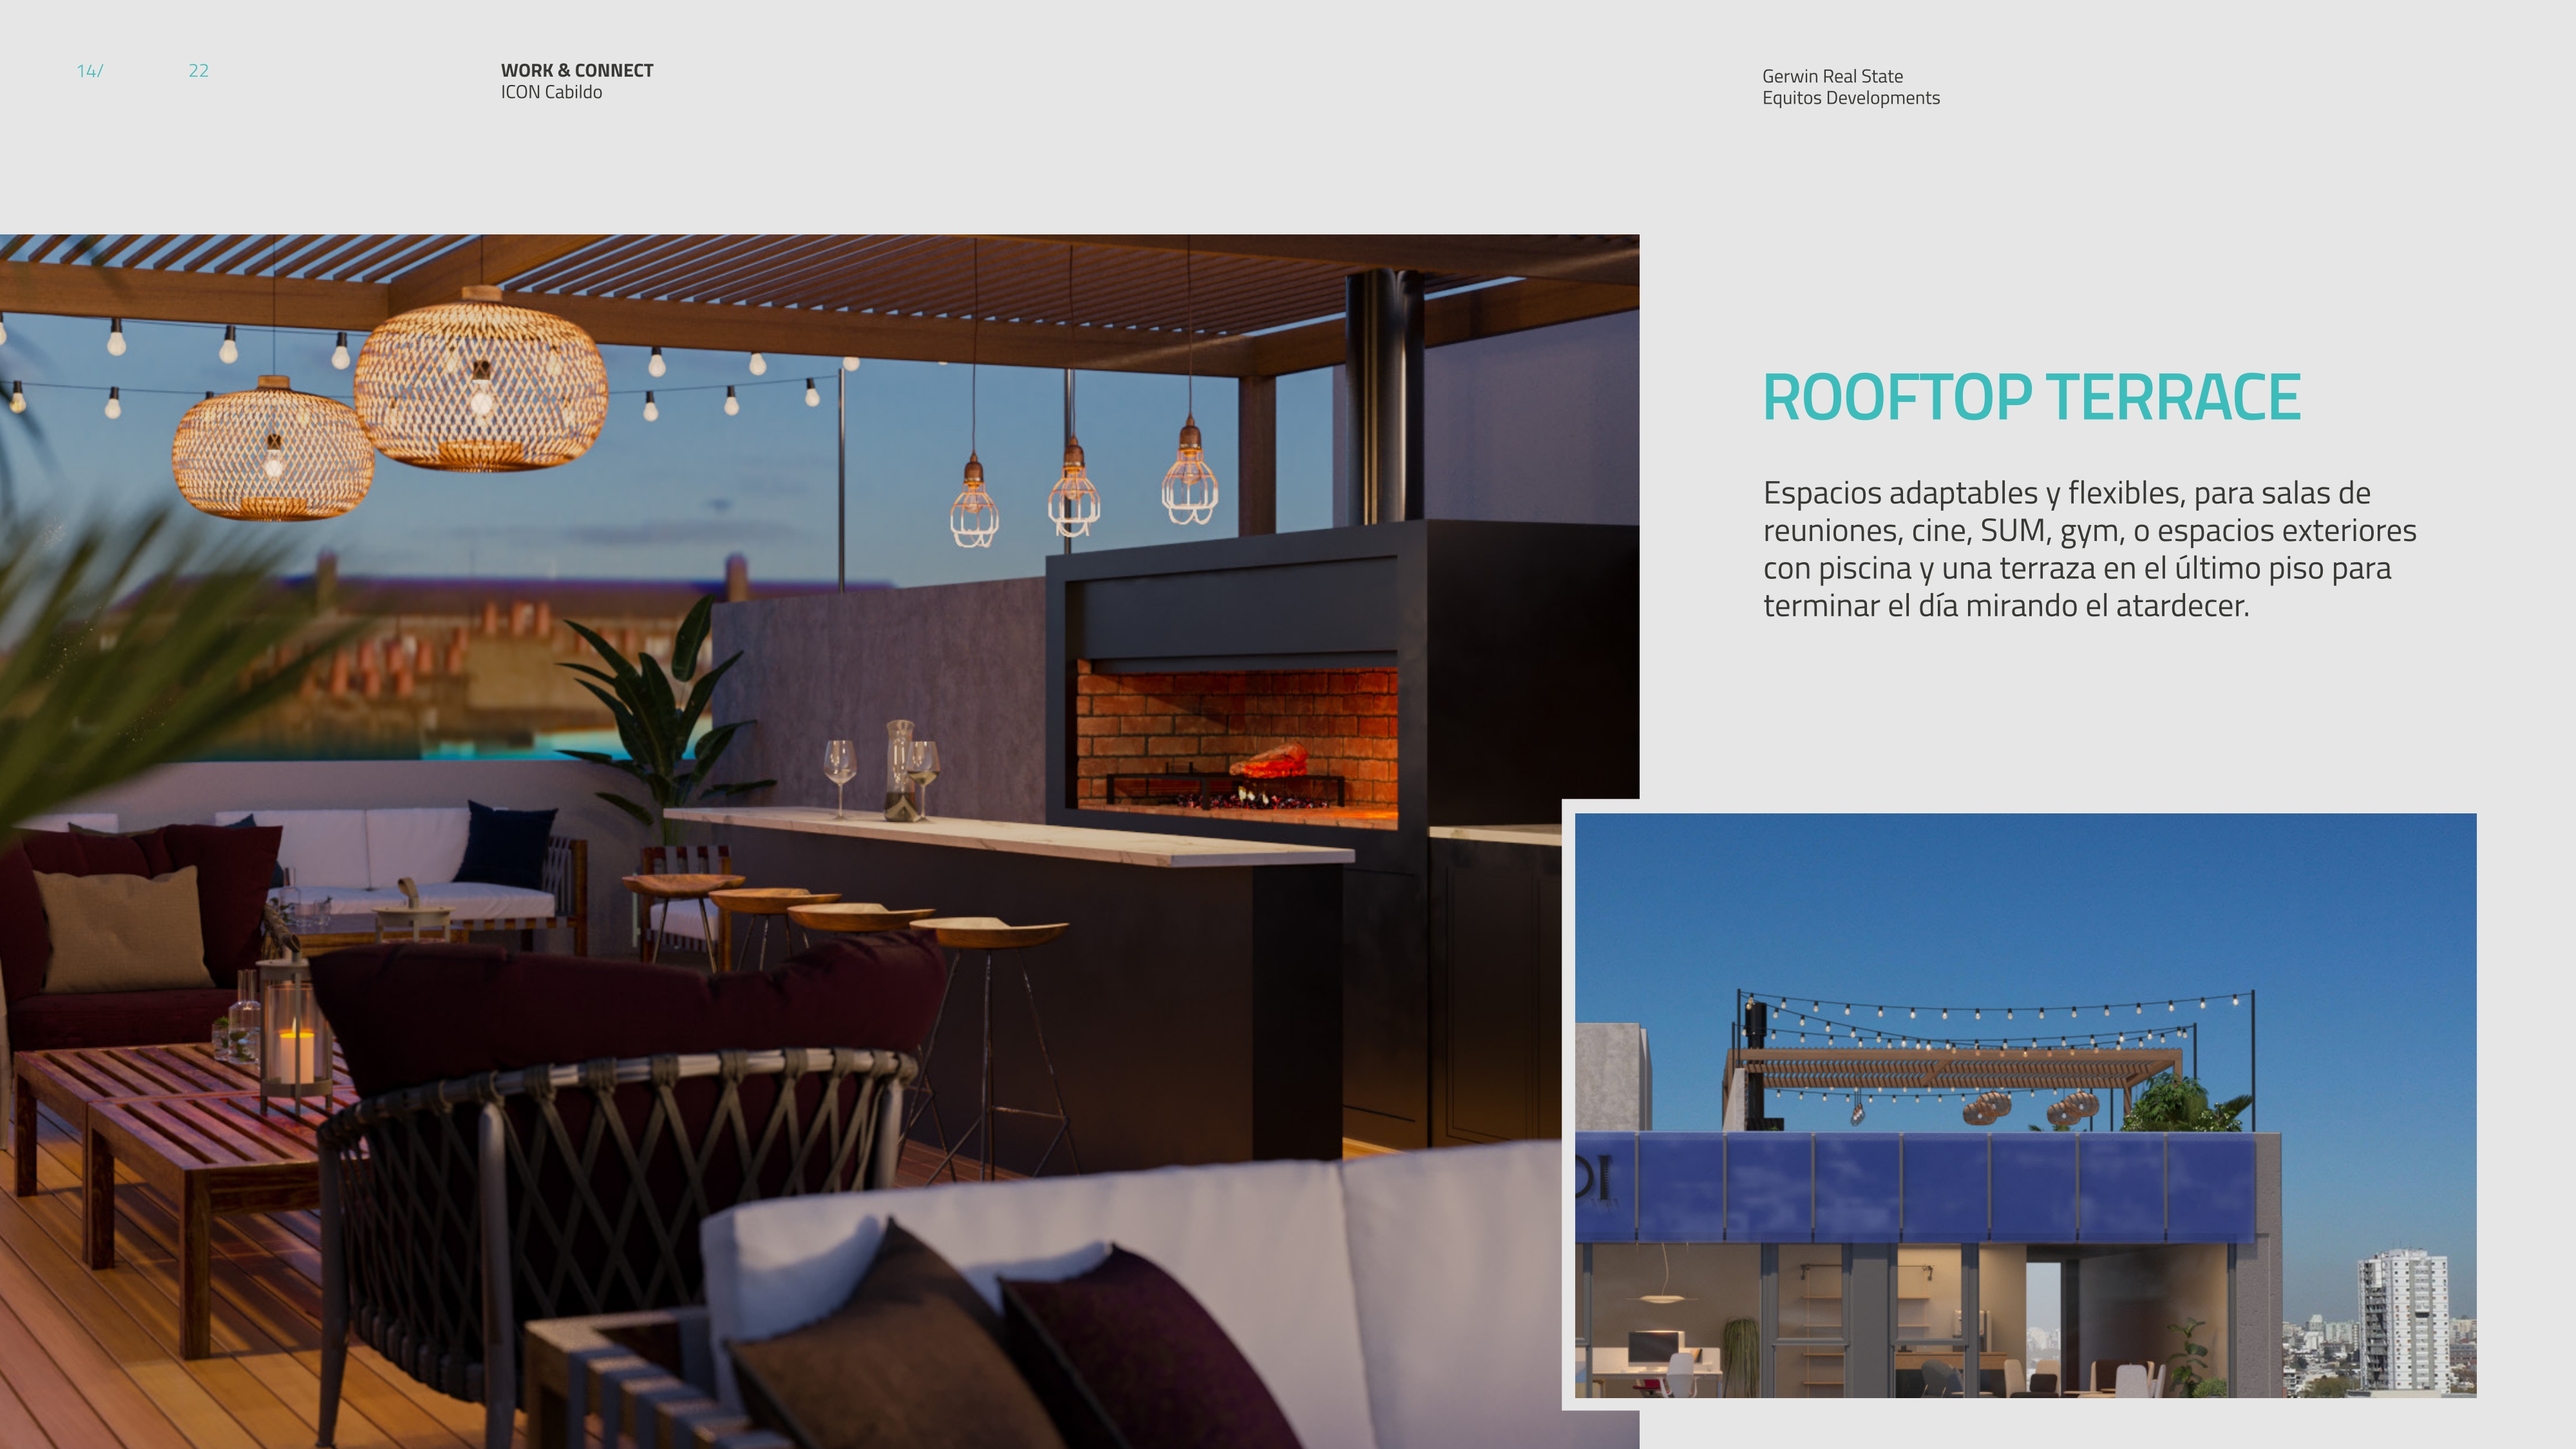 14/ 22
WORK & CONNECT
ICON Cabildo
Gerwin Real State
Equitos Developments
ROOFTOP TERRACE
Espacios adaptables y flexibles, para salas de
reuniones, cine, SUM, gym, o espacios exteriores
con piscina y una terraza en el último piso para
terminar el día mirando el atardecer.